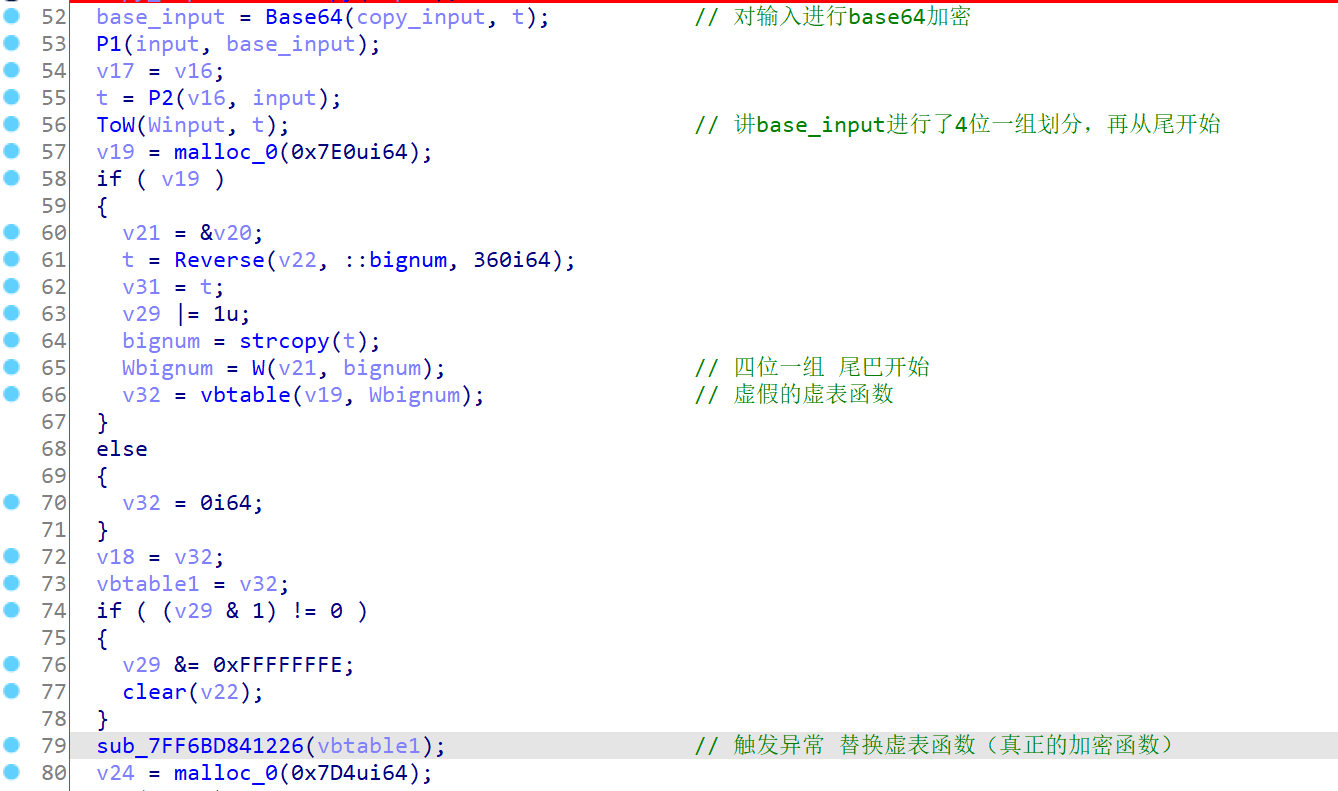 52 base_input = Base64(copy_input, t); // 对输入进行base64加密
53 P1(input, base_input);
54 v17 = v16;
55 t = P2(v16, input);
56 ToW(Winput, t); // 讲base_input进行了4位一组划分，再从尾开始
57 v19 = malloc_0(0x7E0ui64);
58 if ( v19 )
59 {
60 v21 = &v20;
61 t = Reverse(v22, ::bignum, 360i64);
62 v31 = t;
63 v29 |= 1u;
64 bignum = strcopy(t);
65 Wbignum = W(v21, bignum); // 四位一组 尾巴开始
66 v32 = vbtable(v19, Wbignum); // 虚假的虚表函数
67 }
68 else
69 {
70 v32 = 0i64;
71 }
72 v18 = v32;
73 vbtable1 = v32;
74 if ( (v29 & 1) != 0 )
75 {
76 v29 &= 0xFFFFFFFE;
77 clear(v22);
78 }
79 sub_7FF6BD841226(vbtable1); // 触发异常 替换虚表函数（真正的加密函数）
80 v24 = malloc_0(0x7D4ui64);